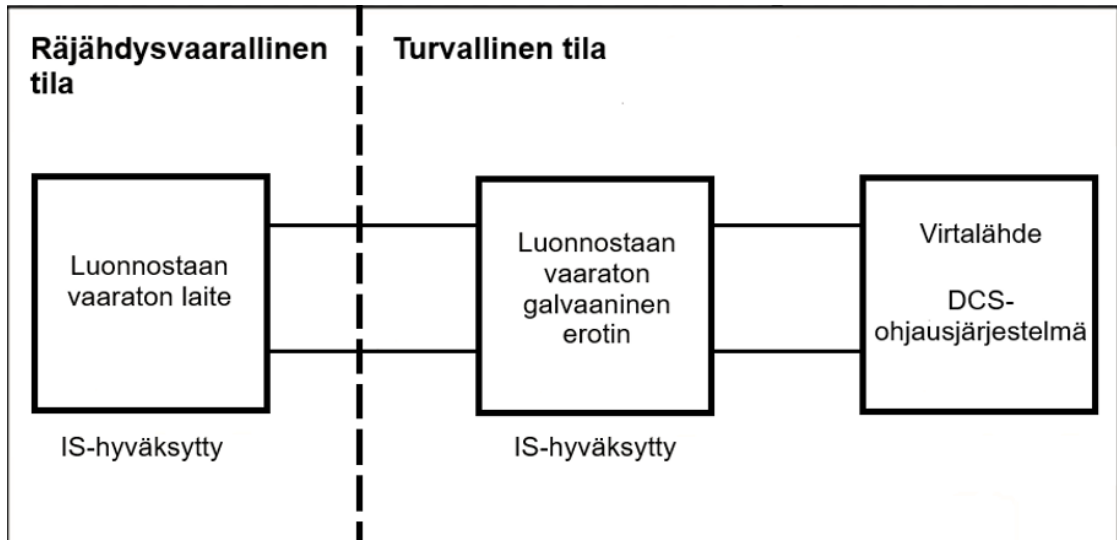 Räjähdysvaarallinen
tila
Turvallinen tila
Luonnostaan
vaaraton laite
IS-hyväksytty
Luonnostaan
vaaraton
galvaaninen
erotin
IS-hyväksytty
Virtalähde
DCS-
ohjausjärjestelmä